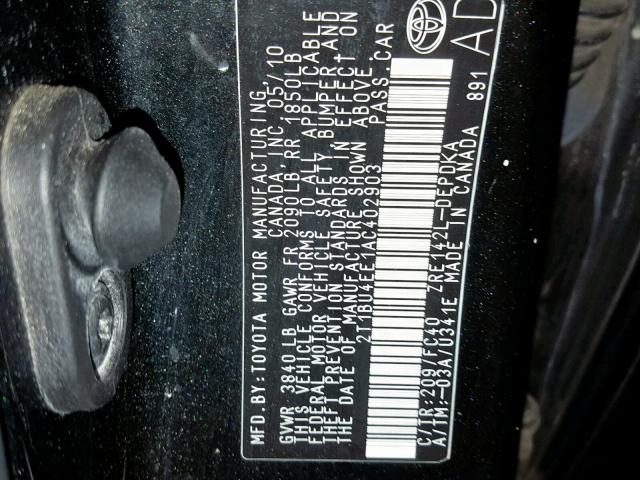 MFD.BY:TOYOTA MOTOR MANUFACTURING,
CANADA, INC. 05/10
GVWR 3840LB GAWR FR 2090LB RR 1850LB
THIS VEHICLE CONFORMS TO ALL APPLICABLE
FEDERAL MOTOR VEHICLE SAFETY, BUMPER, AND
THEFT PREVENTION STANDARDS IN EFFECT ON
THE DATE OF MANUFACTURE SHOWN ABOVE.
2T1BU4EE1AC402903 PASS.CAR
C/TR:209/FC40 ZRE142L-DEPDKA
A/TM:-03A/U341E MADE IN CANADA 891
AD